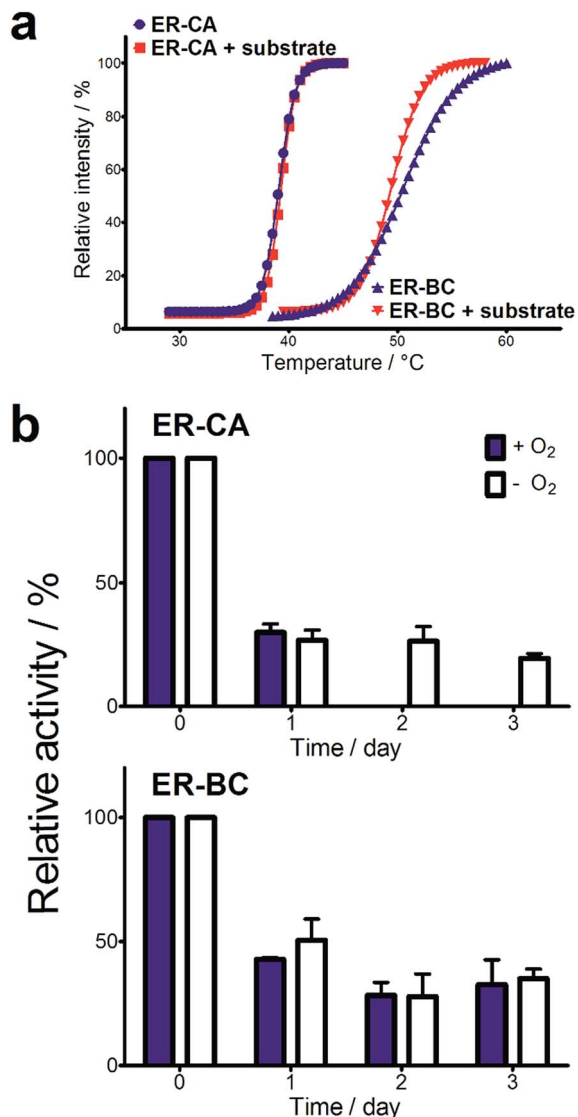 a
ER-CA
ER-CA + substrate
Relative intensity / %
100
80
60
40
20
0
ER-BC
ER-BC + substrate
30
40
50
60
Temperature / °C
b
ER-CA
+ O₂
- O₂
100
50
0
0
1
2
3
Time / day
Relative activity / %
ER-BC
100
50
0
0
1
2
3
Time / day